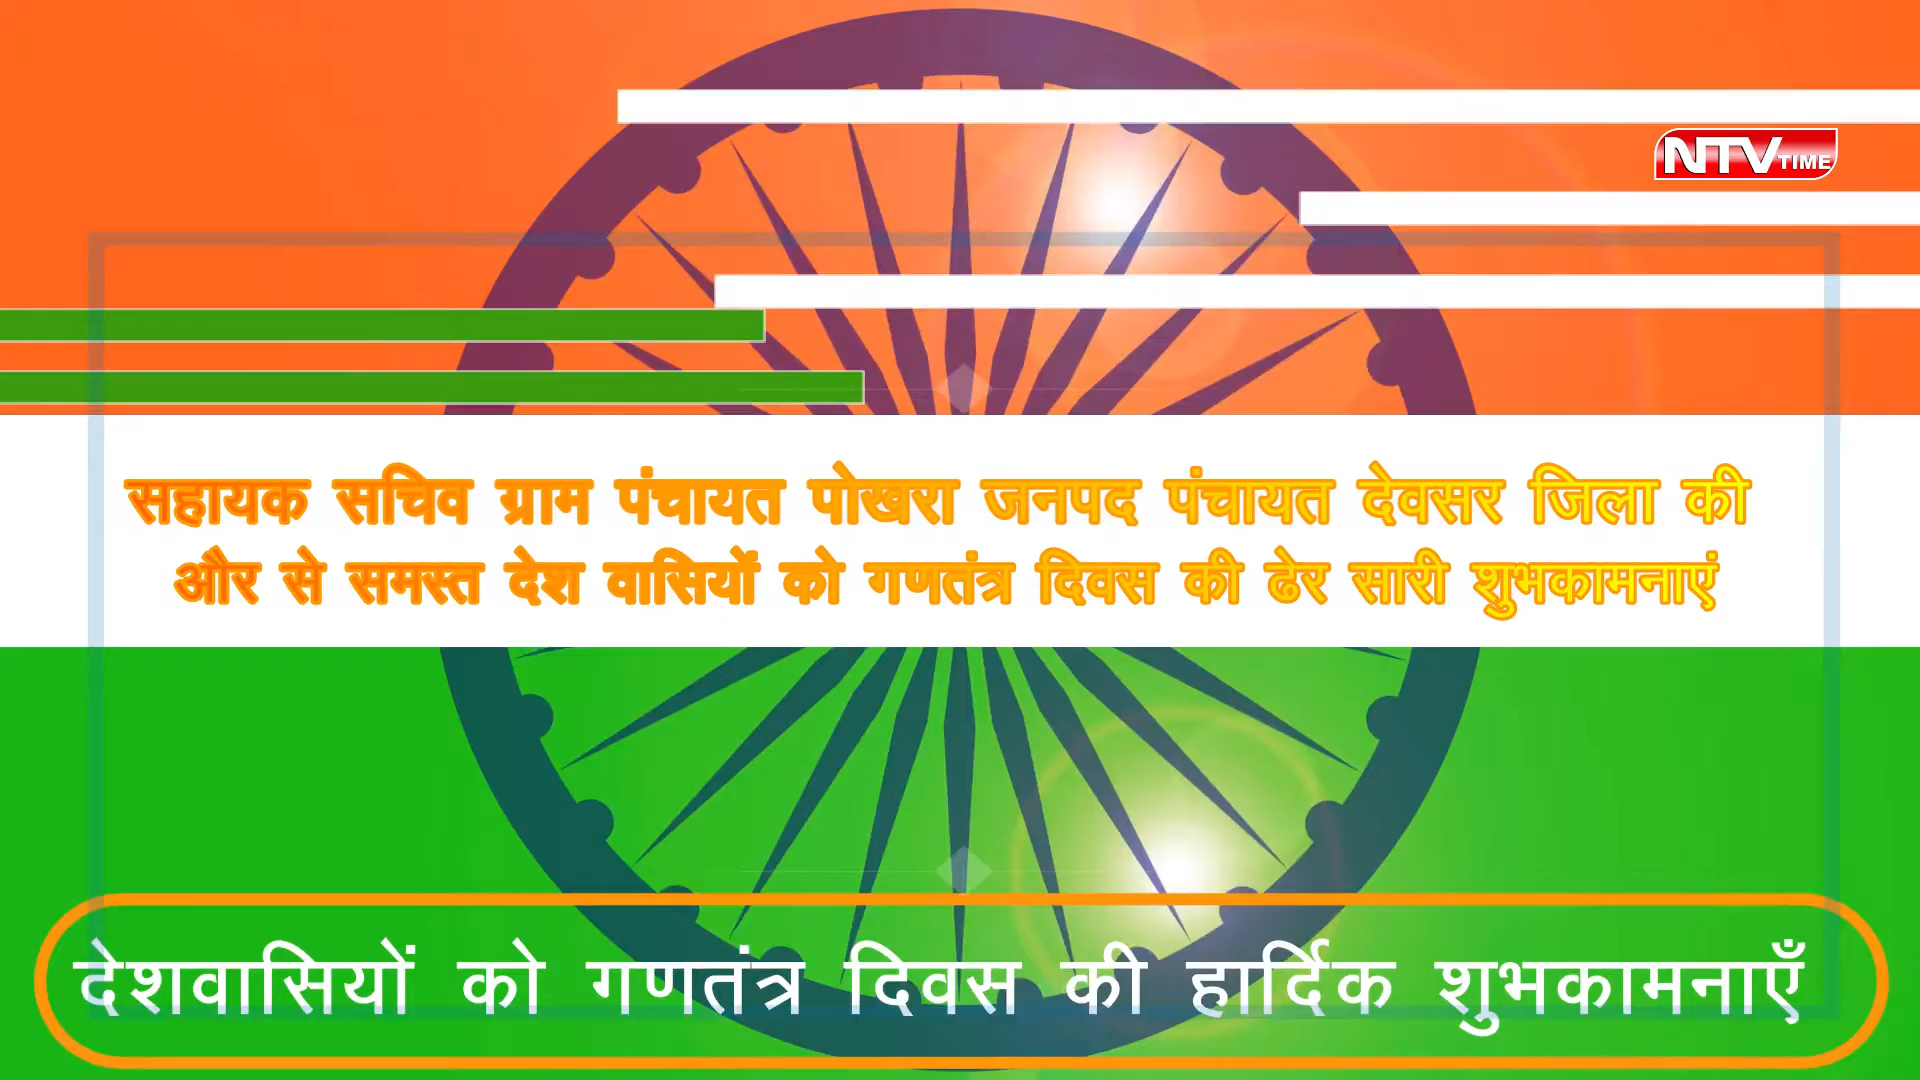 NTV TIME
सहायक सचिव ग्राम पंचायत पोखरा जनपद पंचायत देवसर जिला की
और से समस्त देश वासियों को गणतंत्र दिवस की ढेर सारी शुभकामनाएं
देशवासियों को गणतंत्र दिवस की हार्दिक शुभकामनाएँ